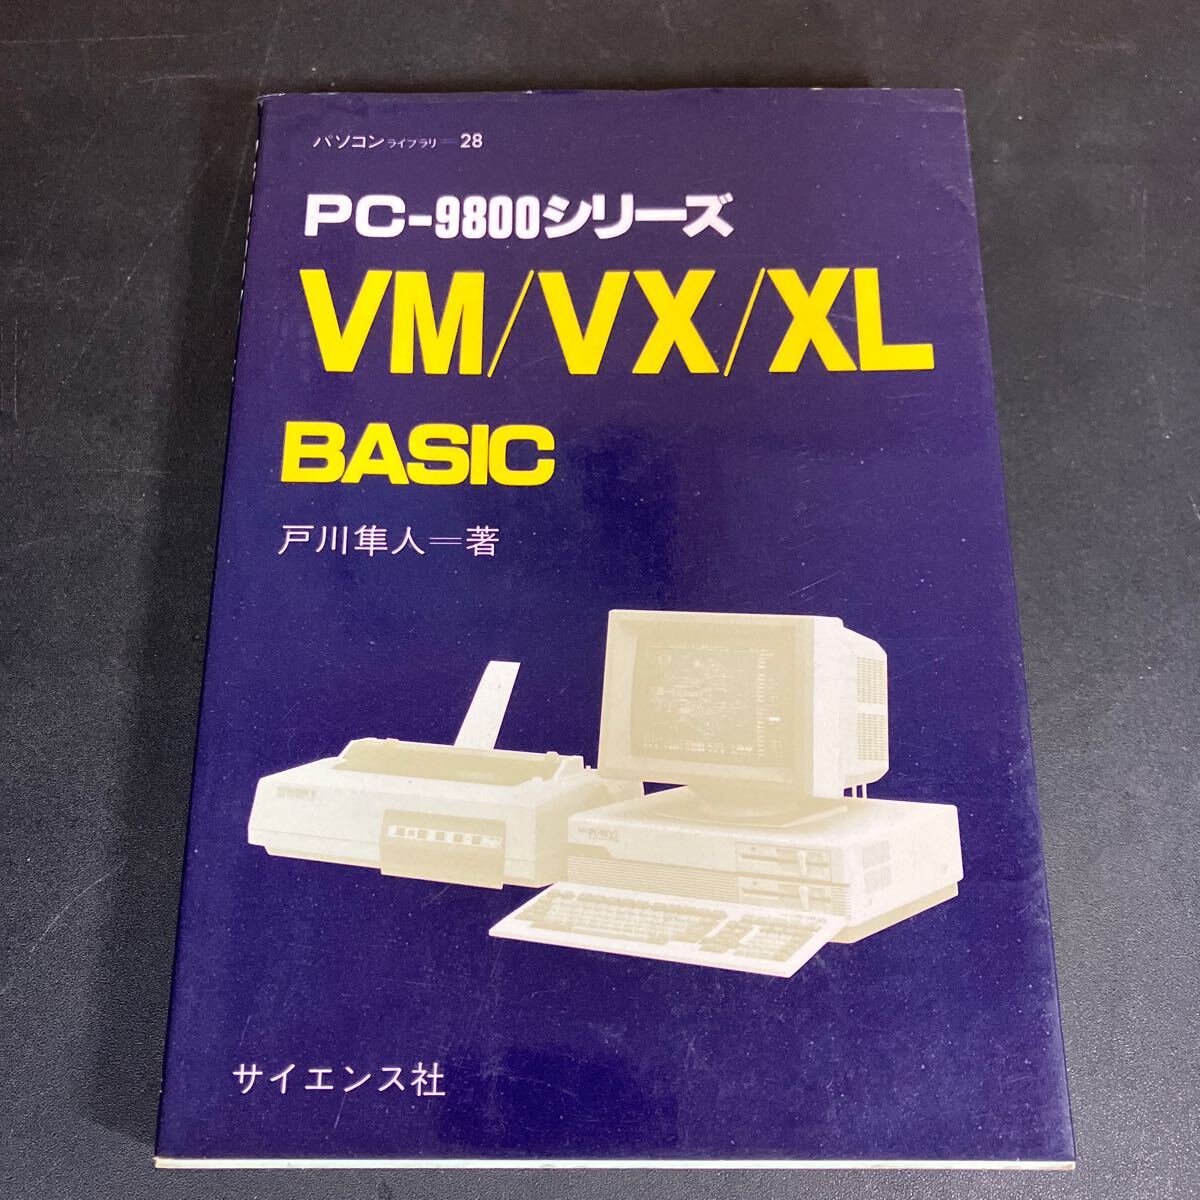 パソコンライブラリ＝28
PC-9800シリーズ
VM/VX/XL
BASIC
戸川隼人＝著
サイエンス社